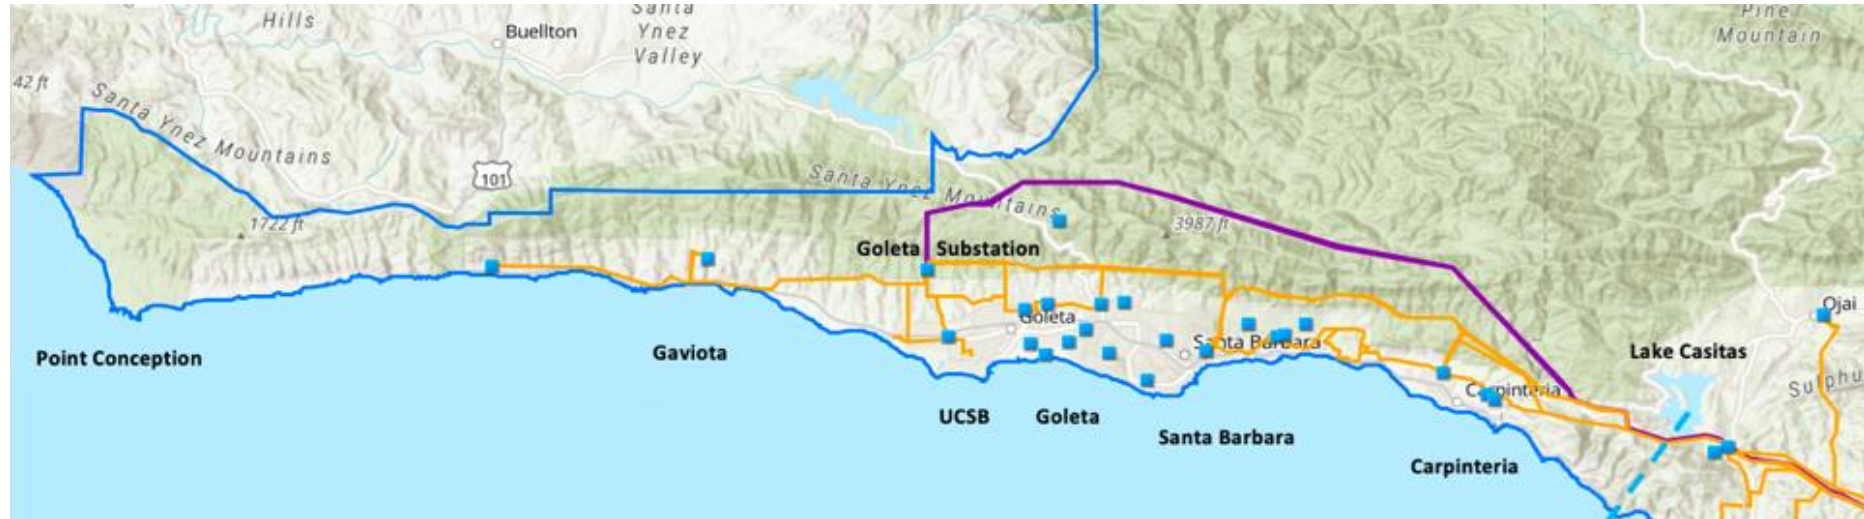 Hills
Buellton
Santa
Ynez
Valley
Pine
Mountain
42 ft
Santa Ynez Mountains
101
Santa Ynez Mountains
1722 ft
3987 ft
Goleta Substation
Goleta
Santa Barbara
Ojai
Point Conception
Gaviota
Lake Casitas
Carpinteria
Sulphu
UCSB
Goleta
Santa Barbara
Carpinteria